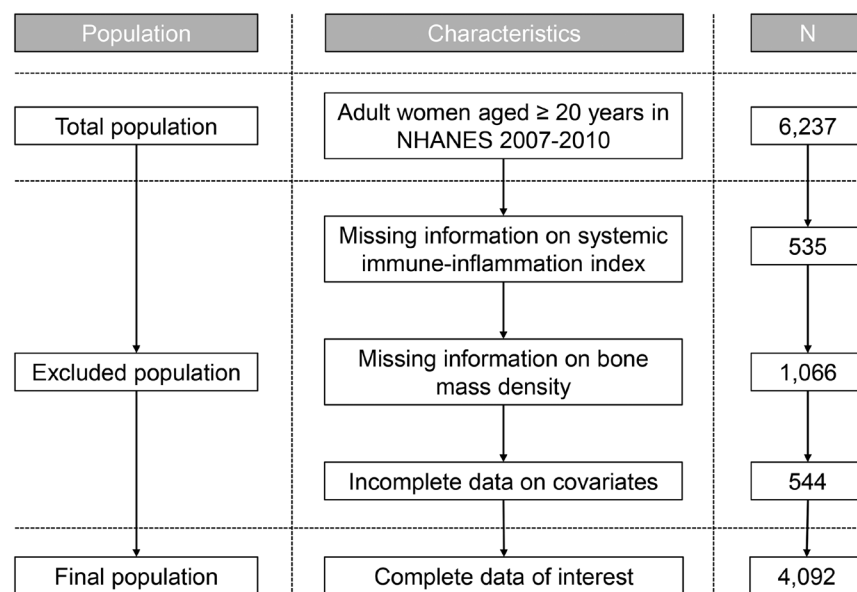 Population
Characteristics
N
Total population
Adult women aged ≥ 20 years in
NHANES 2007-2010
6,237
Missing information on systemic
immune-inflammation index
535
Excluded population
Missing information on bone
mass density
1,066
Incomplete data on covariates
544
Final population
Complete data of interest
4,092